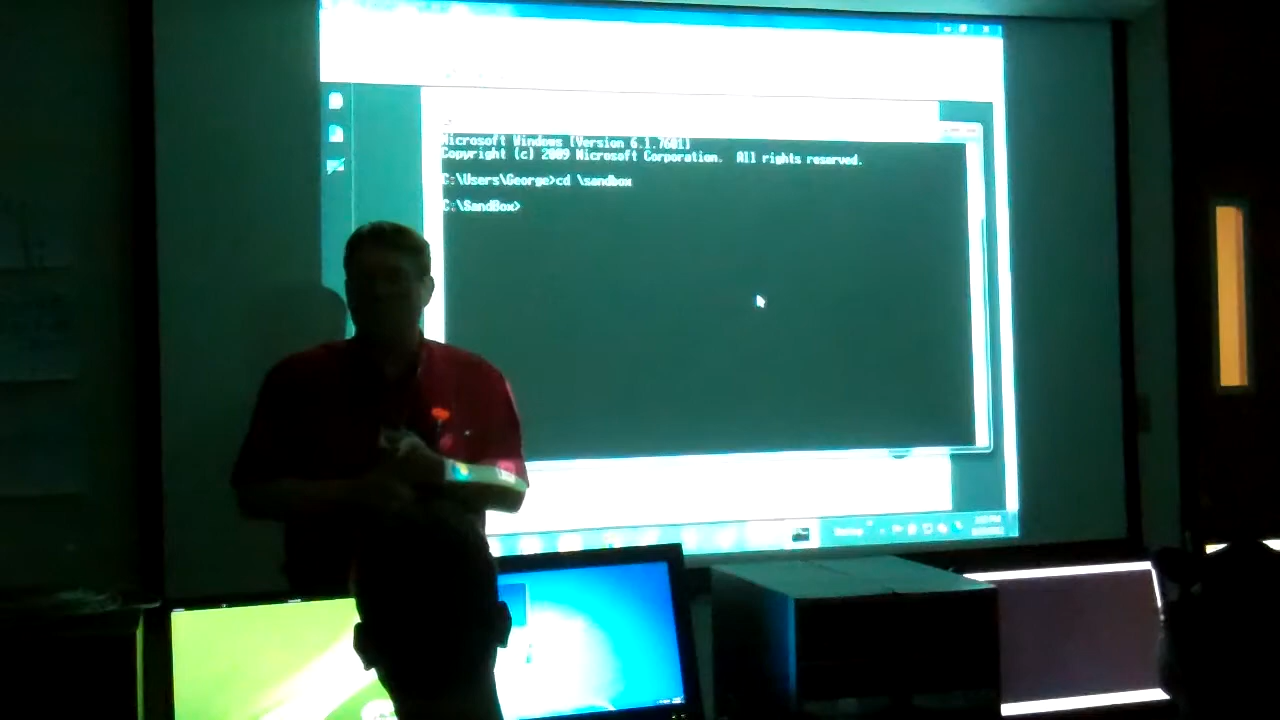 Microsoft Windows [Version 6.1.7601]
Copyright (c) 2009 Microsoft Corporation.  All rights reserved.
C:\Users\George>cd \sandbox
C:\SandBox>